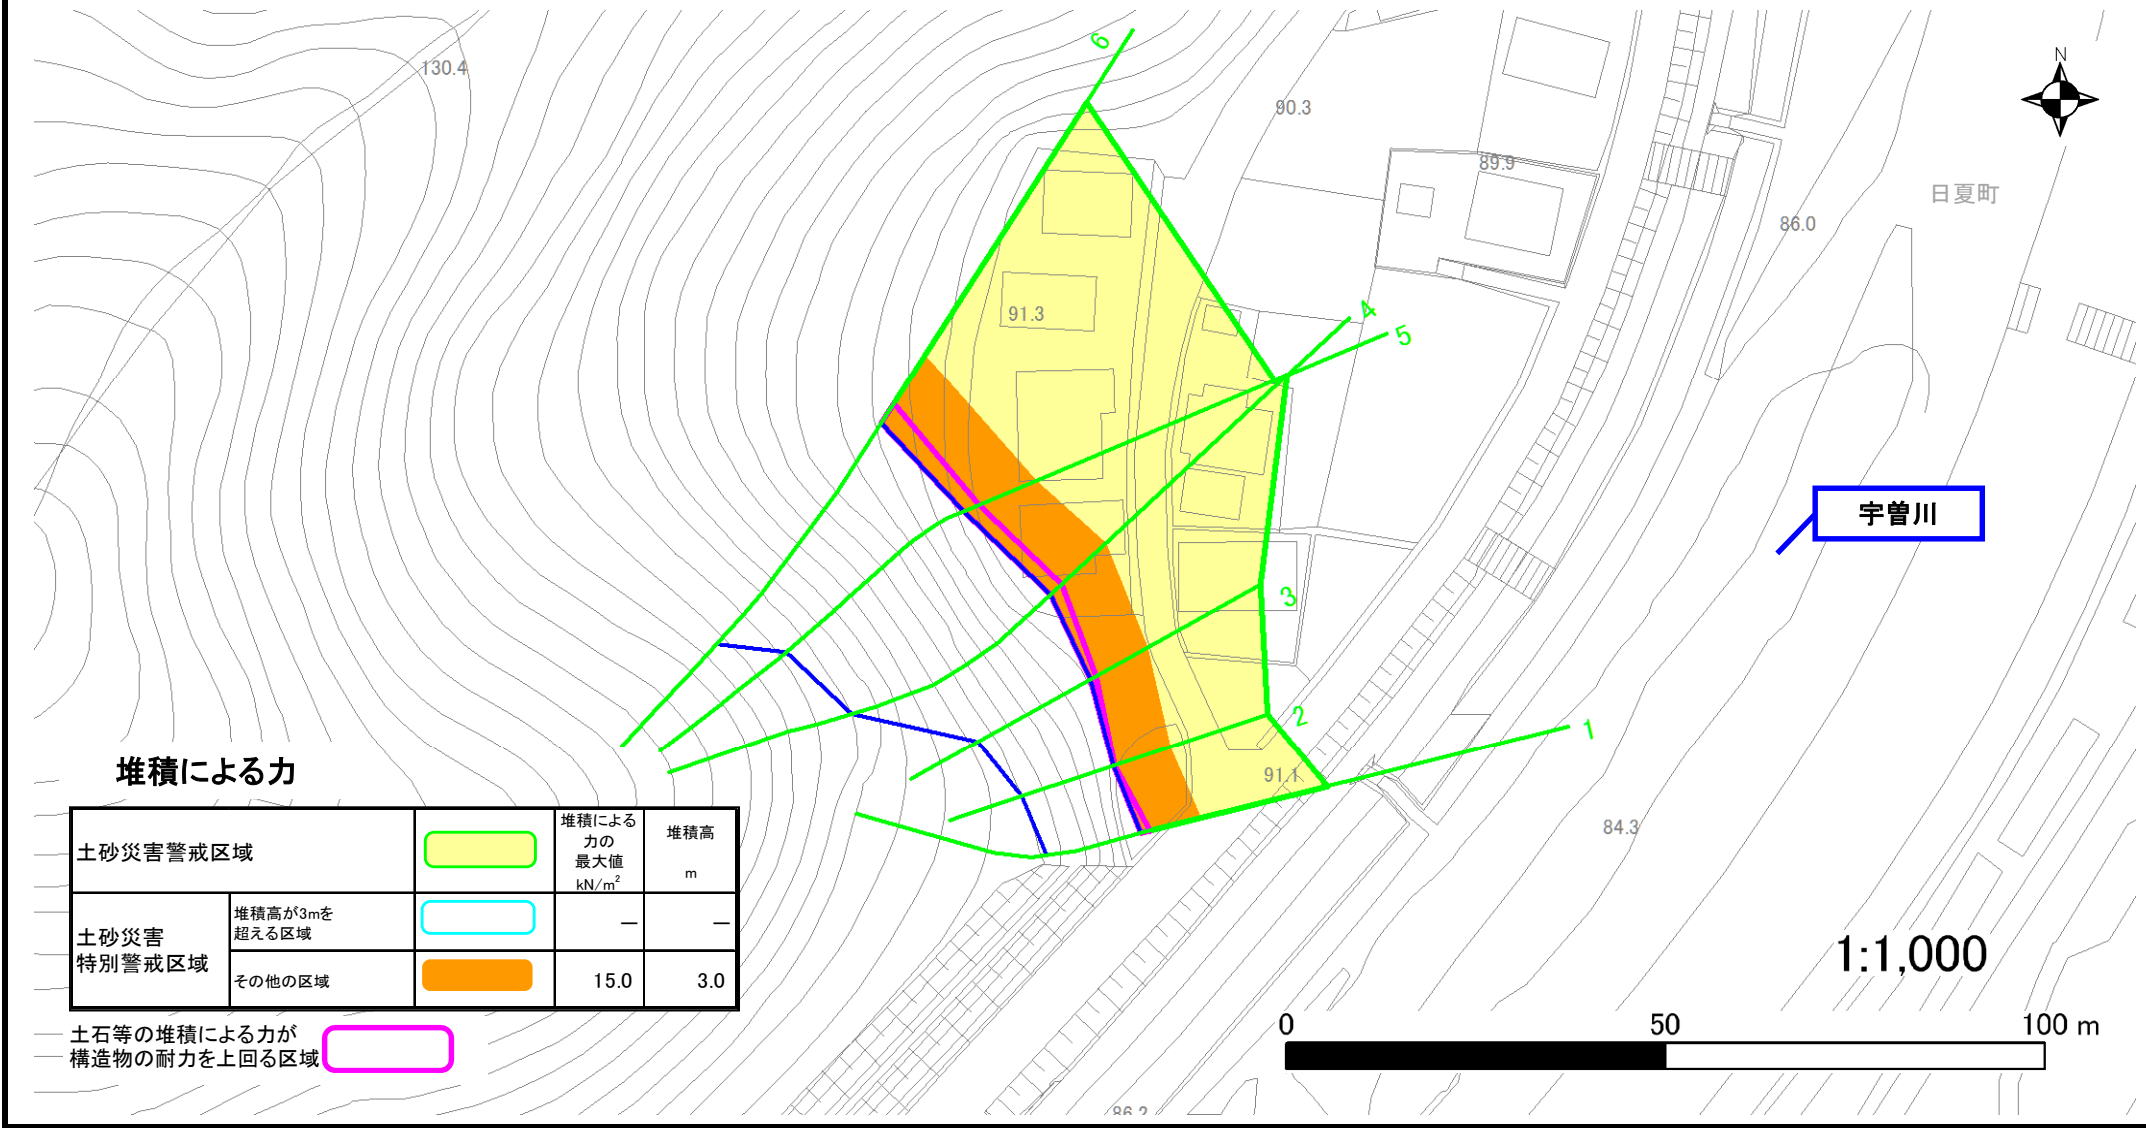 6
N
130.4
90.3
89.9
日夏町
86.0
91.3
4
5
宇曽川
3
2
1
91.1
84.3
堆積による力
土砂災害警戒区域
堆積による
力の
最大値
kN/m²
堆積高
m
土砂災害
特別警戒区域
堆積高が3mを
超える区域
—
—
その他の区域
15.0
3.0
土石等の堆積による力が
構造物の耐力を上回る区域
1:1,000
0
50
100 m
86.2